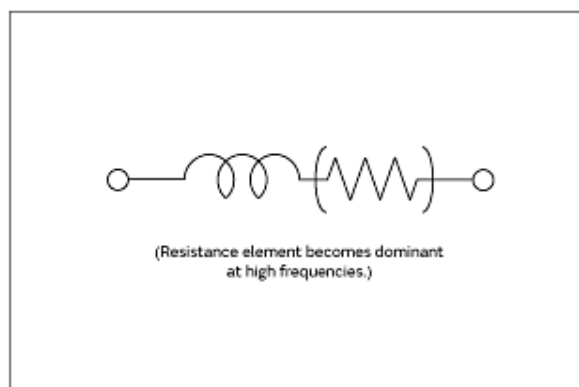 (Resistance element becomes dominant
at high frequencies.)